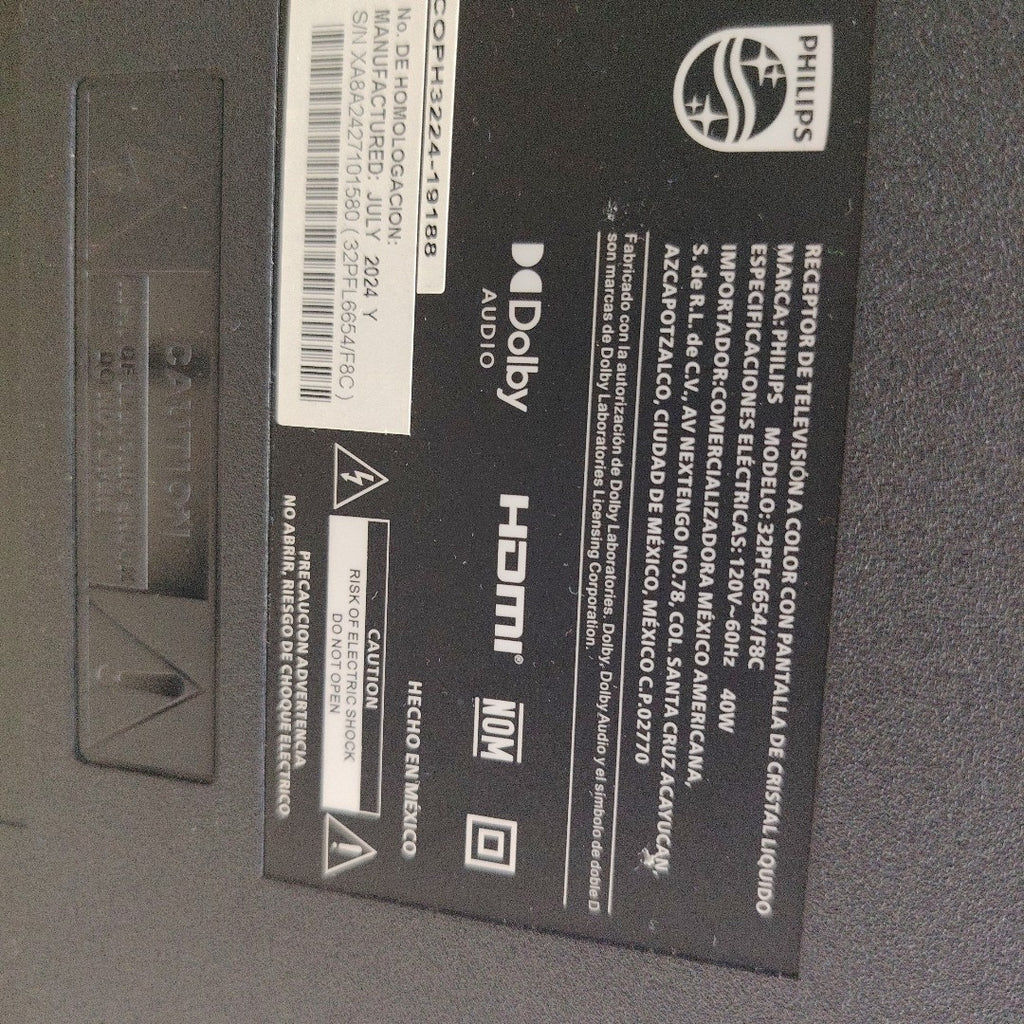 PHILIPS
RECEPTOR DE TELEVISIÓN A COLOR CON PANTALLA DE CRISTAL LIQUIDO
MARCA: PHILIPS MODELO: 32PFL6654/F8C
ESPECIFICACIONES ELÉCTRICAS: 120V~60Hz 40W
IMPORTADOR:COMERCIALIZADORA MÉXICO AMERICANA,
S. de R.L. de C.V., AV NEXTENGO NO.78, COL. SANTA CRUZ ACAYUCAN,
AZCAPOTZALCO, CIUDAD DE MÉXICO, MÉXICO C.P.02770
Fabricado con la autorización de Dolby Laboratories. Dolby, Dolby Audio y el símbolo de doble D
son marcas de Dolby Laboratories Licensing Corporation.
Dolby
AUDIO
HDMI®
NOM
COPH3224-19188
No. DE HOMOLOGACION:
MANUFACTURED: JULY 2024 Y
S/N XA8A2427101580 ( 32PFL6654/F8C )
HECHO EN MÉXICO
CAUTION
RISK OF ELECTRIC SHOCK
DO NOT OPEN
PRECAUCION ADVERTENCIA
NO ABRIR, RIESGO DE CHOQUE ELECTRICO
CAUTION